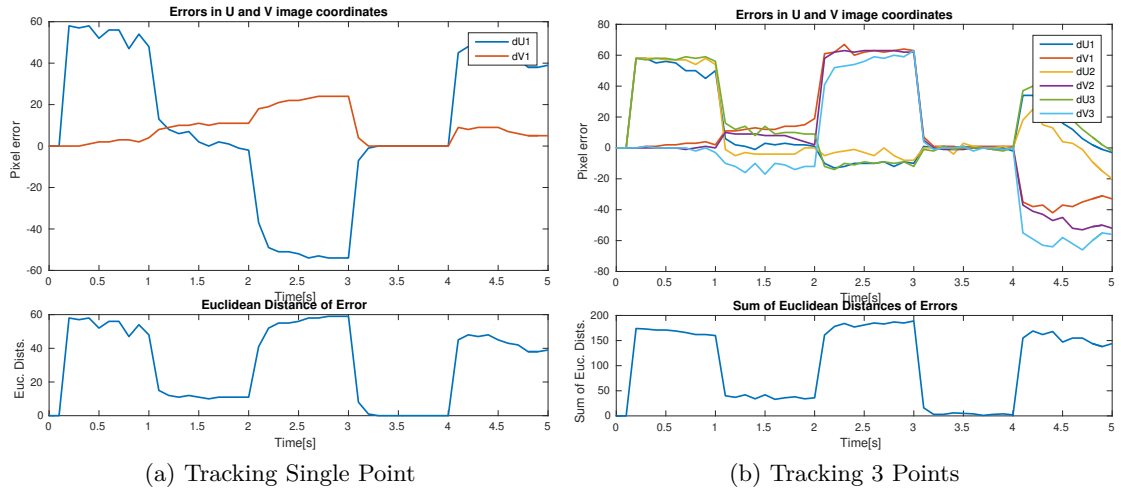 Errors in U and V image coordinates
60
40
20
0
-20
-40
-60
Pixel error
dU1
dV1
0 0.5 1 1.5 2 2.5 3 3.5 4 4.5 5
Time[s]
Euclidean Distance of Error
60
40
20
0
Euc. Dists.
0 0.5 1 1.5 2 2.5 3 3.5 4 4.5 5
Time[s]
(a) Tracking Single Point
Errors in U and V image coordinates
80
60
40
20
0
-20
-40
-60
-80
Pixel error
dU1
dV1
dU2
dV2
dU3
dV3
0 0.5 1 1.5 2 2.5 3 3.5 4 4.5 5
Time[s]
Sum of Euclidean Distances of Errors
200
150
100
50
0
Sum of Euc. Dists.
0 0.5 1 1.5 2 2.5 3 3.5 4 4.5 5
Time[s]
(b) Tracking 3 Points